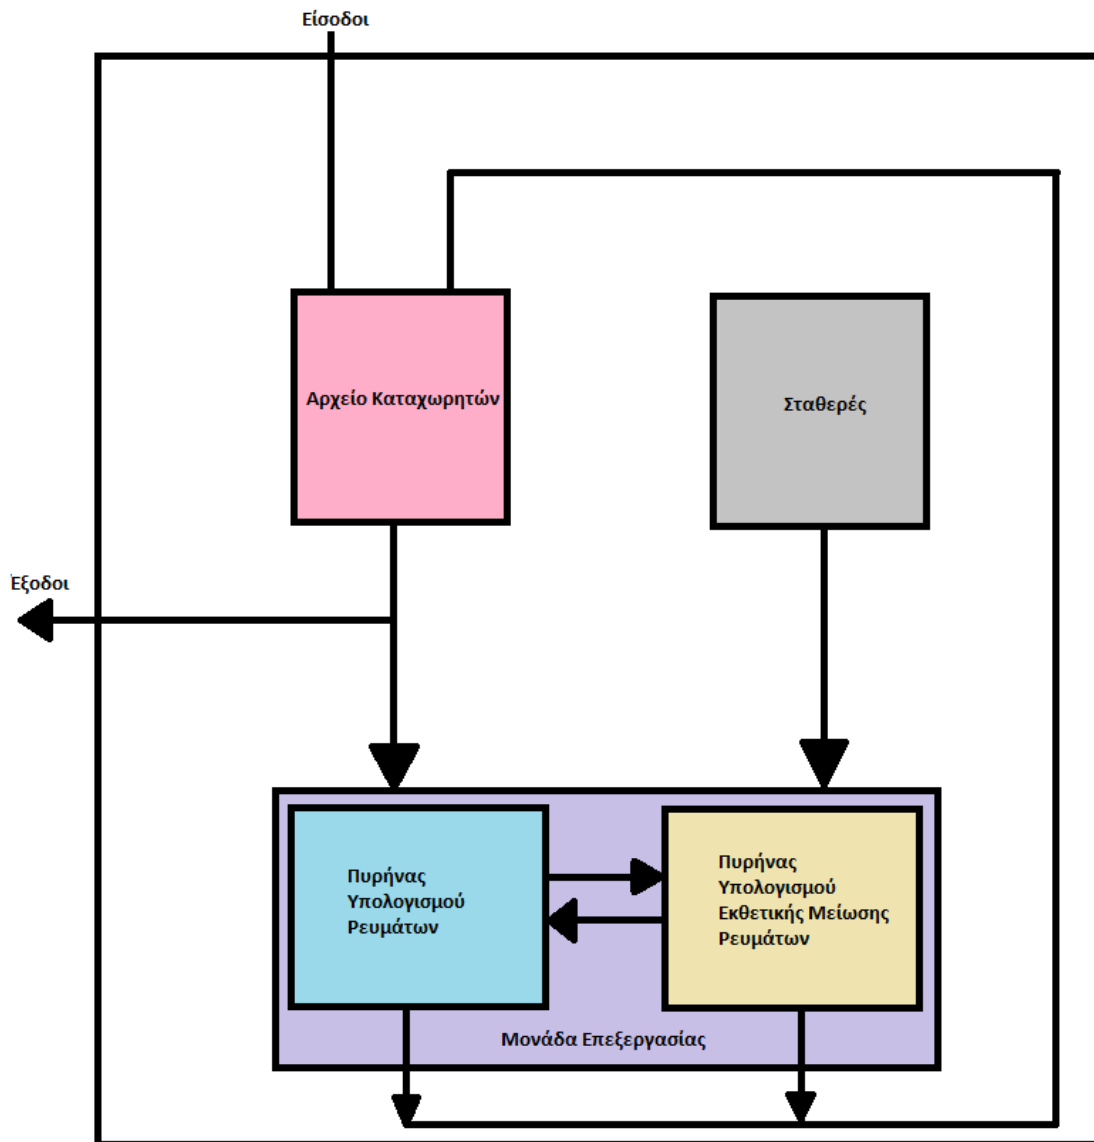 Είσοδοι
Αρχείο Καταχωρητών
Σταθερές
Έξοδοι
Πυρήνας
Υπολογισμού
Ρευμάτων
Πυρήνας
Υπολογισμού
Εκθετικής Μείωσης
Ρευμάτων
Μονάδα Επεξεργασίας